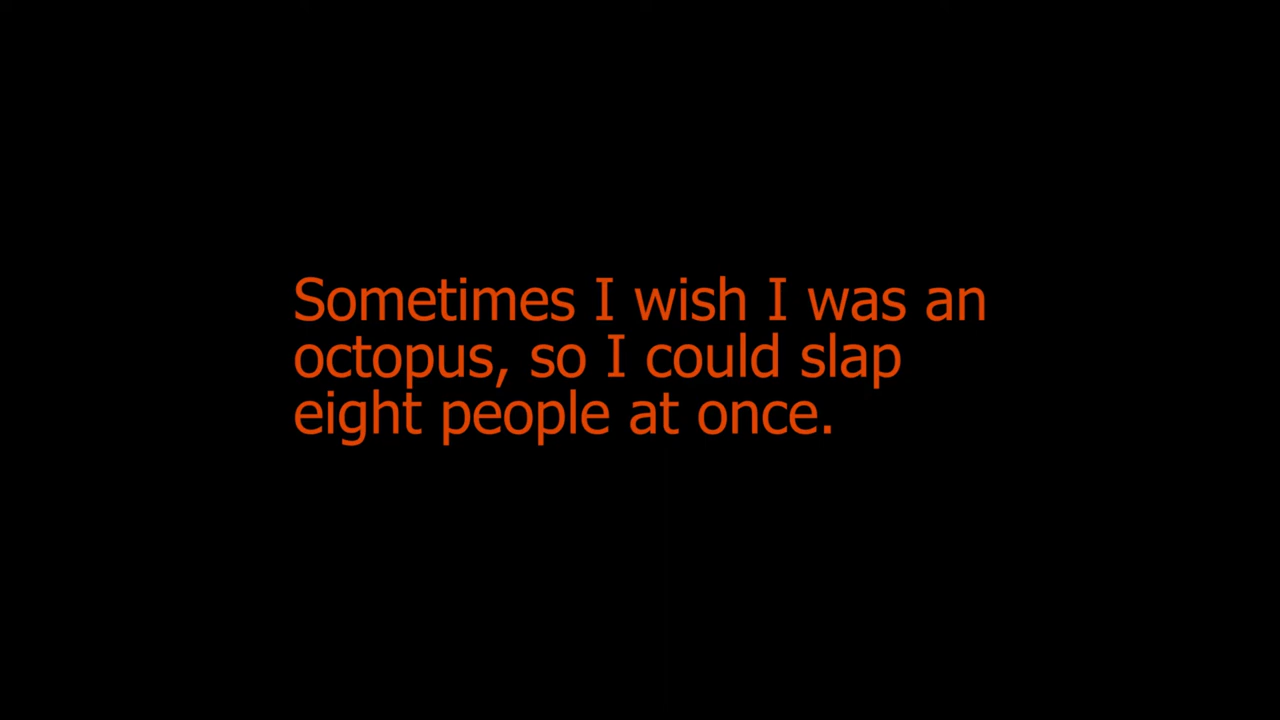 Sometimes I wish I was an
octopus, so I could slap
eight people at once.